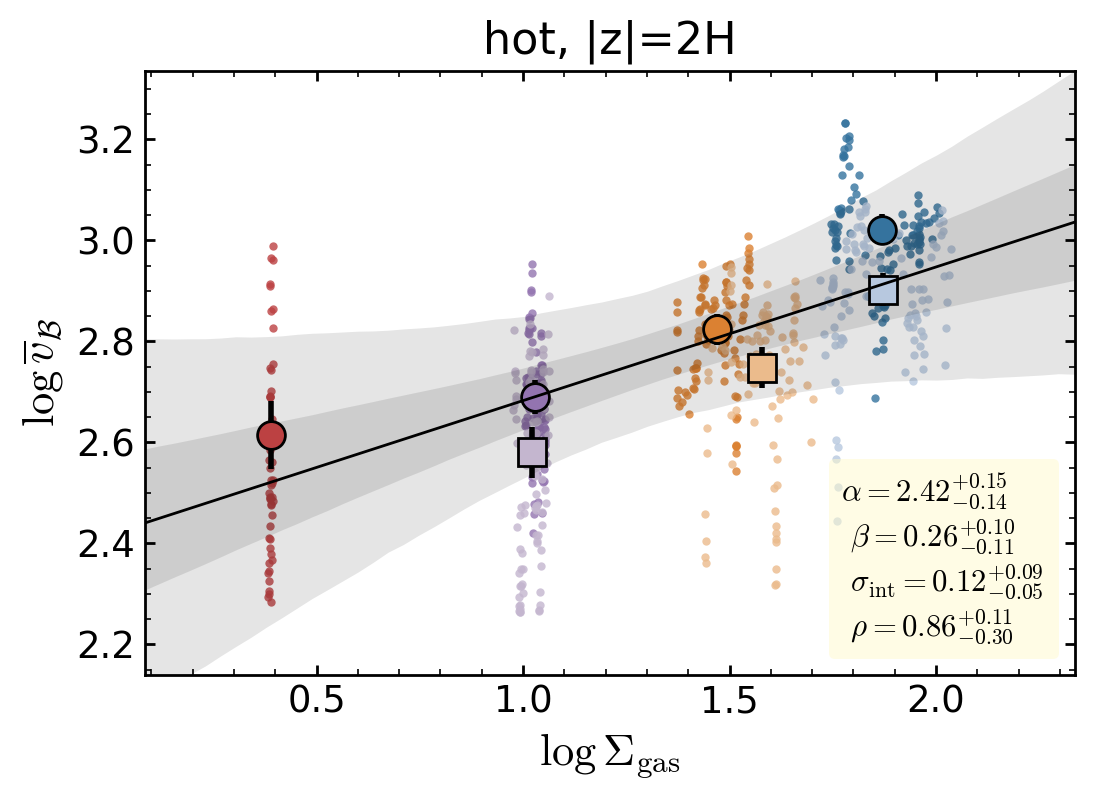 hot, |z|=2H
3.2
3.0
2.8
2.6
2.4
2.2
log v̅_ℬ
0.5 1.0 1.5 2.0
log Σ_gas
α = 2.42^{+0.15}_{-0.14}
β = 0.26^{+0.10}_{-0.11}
σ_int = 0.12^{+0.09}_{-0.05}
ρ = 0.86^{+0.11}_{-0.30}